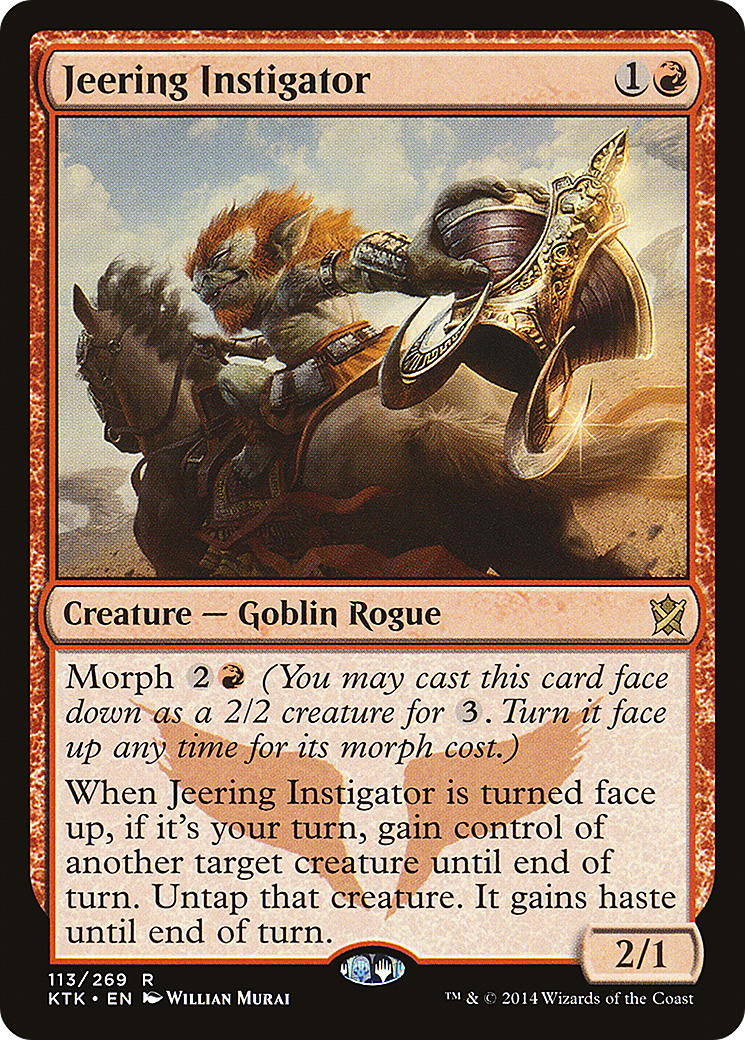 Jeering Instigator 1
Creature — Goblin Rogue
Morph 2 (You may cast this card face
down as a 2/2 creature for 3. Turn it face
up any time for its morph cost.)
When Jeering Instigator is turned face
up, if it's your turn, gain control of
another target creature until end of
turn. Untap that creature. It gains haste
until end of turn.
2/1
113/269 R
KTK • EN Willian Murai
™ & © 2014 Wizards of the Coast